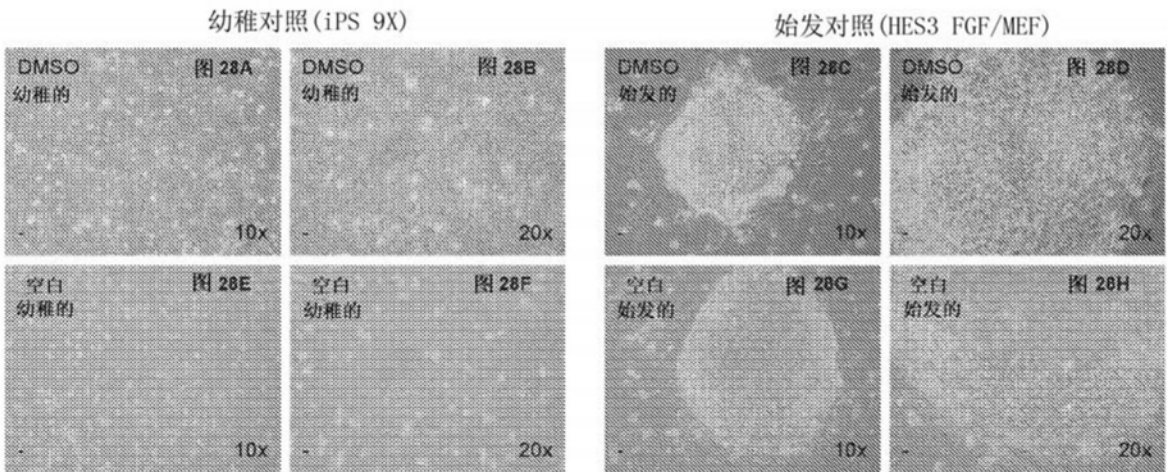 幼稚对照(iPS 9X)
始发对照(HES3 FGF/MEF)
DMSO 图 28A
幼稚的
10x
DMSO 图 28B
幼稚的
20x
DMSO 图 28C
始发的
10x
DMSO 图 28D
始发的
20x
空白 图 28E
幼稚的
10x
空白 图 28F
幼稚的
20x
空白 图 28G
始发的
10x
空白 图 28H
始发的
20x